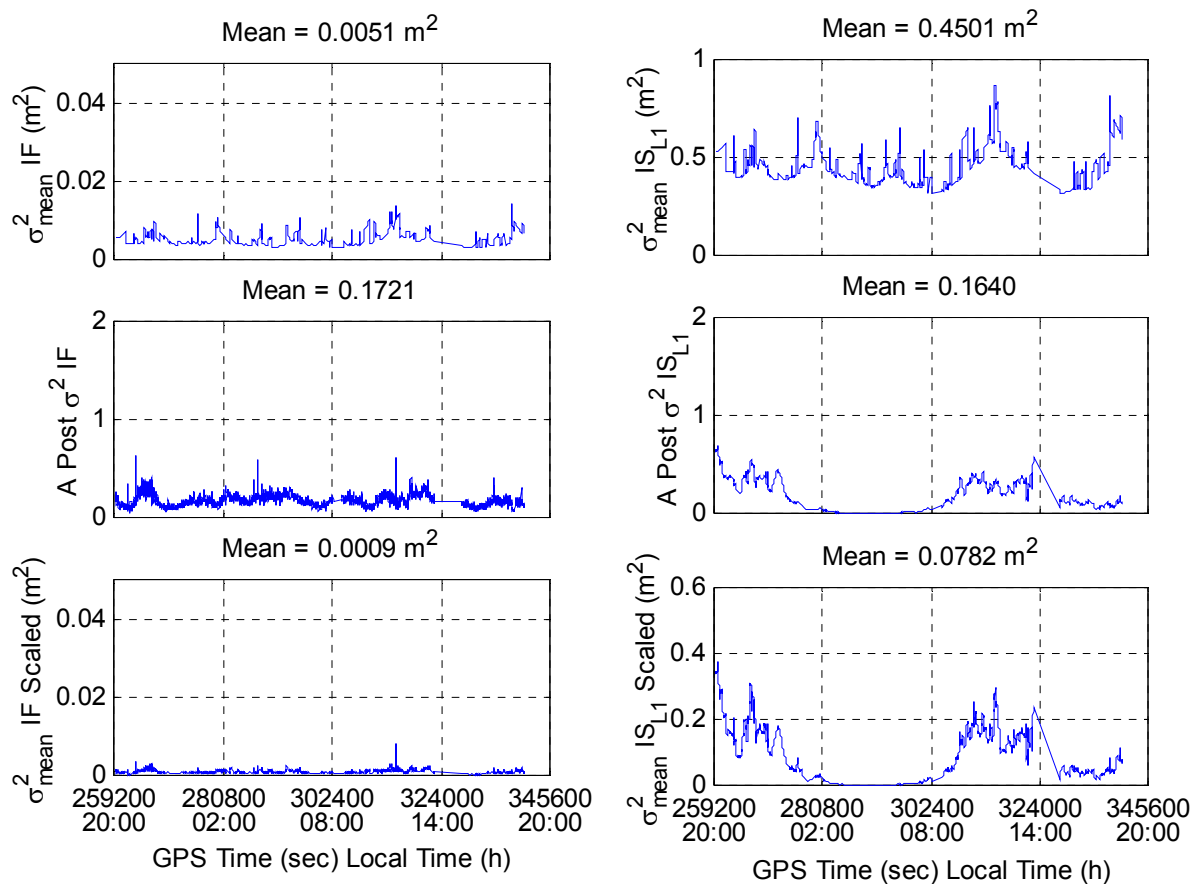 Mean = 0.0051 m²
σ²mean IF (m²)
0.04
0.02
0
Mean = 0.1721
A Post σ² IF
2
1
0
Mean = 0.0009 m²
σ²mean IF Scaled (m²)
0.04
0.02
0
259200 280800 302400 324000 345600
20:00 02:00 08:00 14:00 20:00
GPS Time (sec) Local Time (h)
Mean = 0.4501 m²
σ²mean ISL1 (m²)
1
0.5
0
Mean = 0.1640
A Post σ² ISL1
2
1
0
Mean = 0.0782 m²
σ²mean ISL1 Scaled (m²)
0.6
0.4
0.2
0
259200 280800 302400 324000 345600
20:00 02:00 08:00 14:00 20:00
GPS Time (sec) Local Time (h)